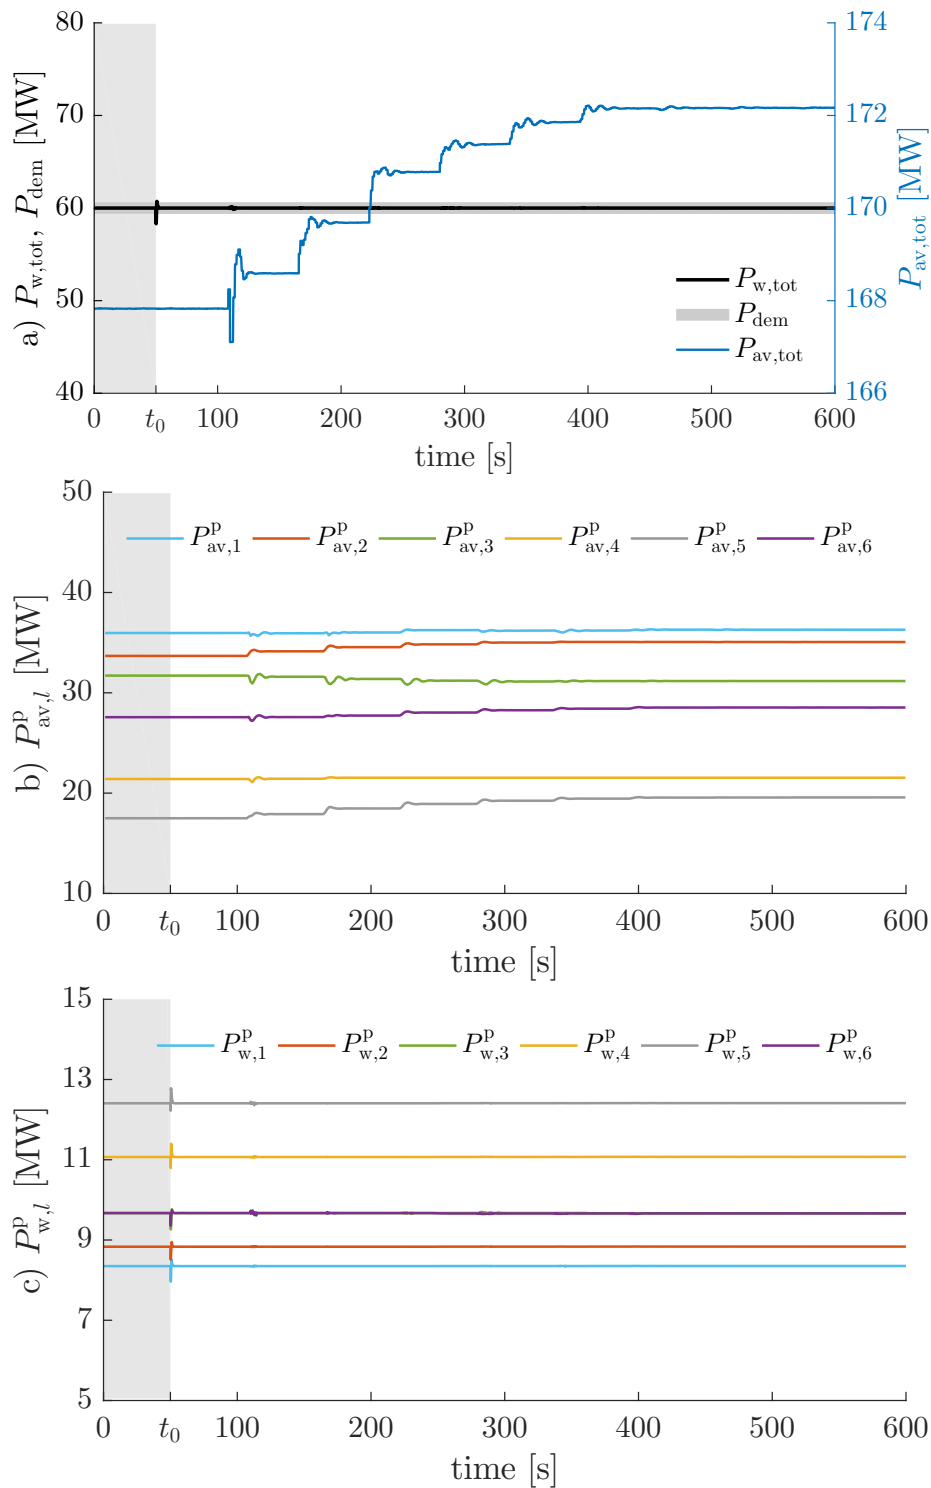 80
70
60
50
40
a) P_w,tot, P_dem [MW]
174
172
170
168
166
P_av,tot [MW]
P_w,tot
P_dem
P_av,tot
0 t_0 100 200 300 400 500 600
time [s]
50
40
30
20
10
b) P^p_av,l [MW]
P^p_av,1 P^p_av,2 P^p_av,3 P^p_av,4 P^p_av,5 P^p_av,6
0 t_0 100 200 300 400 500 600
time [s]
15
13
11
9
7
5
c) P^p_w,l [MW]
P^p_w,1 P^p_w,2 P^p_w,3 P^p_w,4 P^p_w,5 P^p_w,6
0 t_0 100 200 300 400 500 600
time [s]